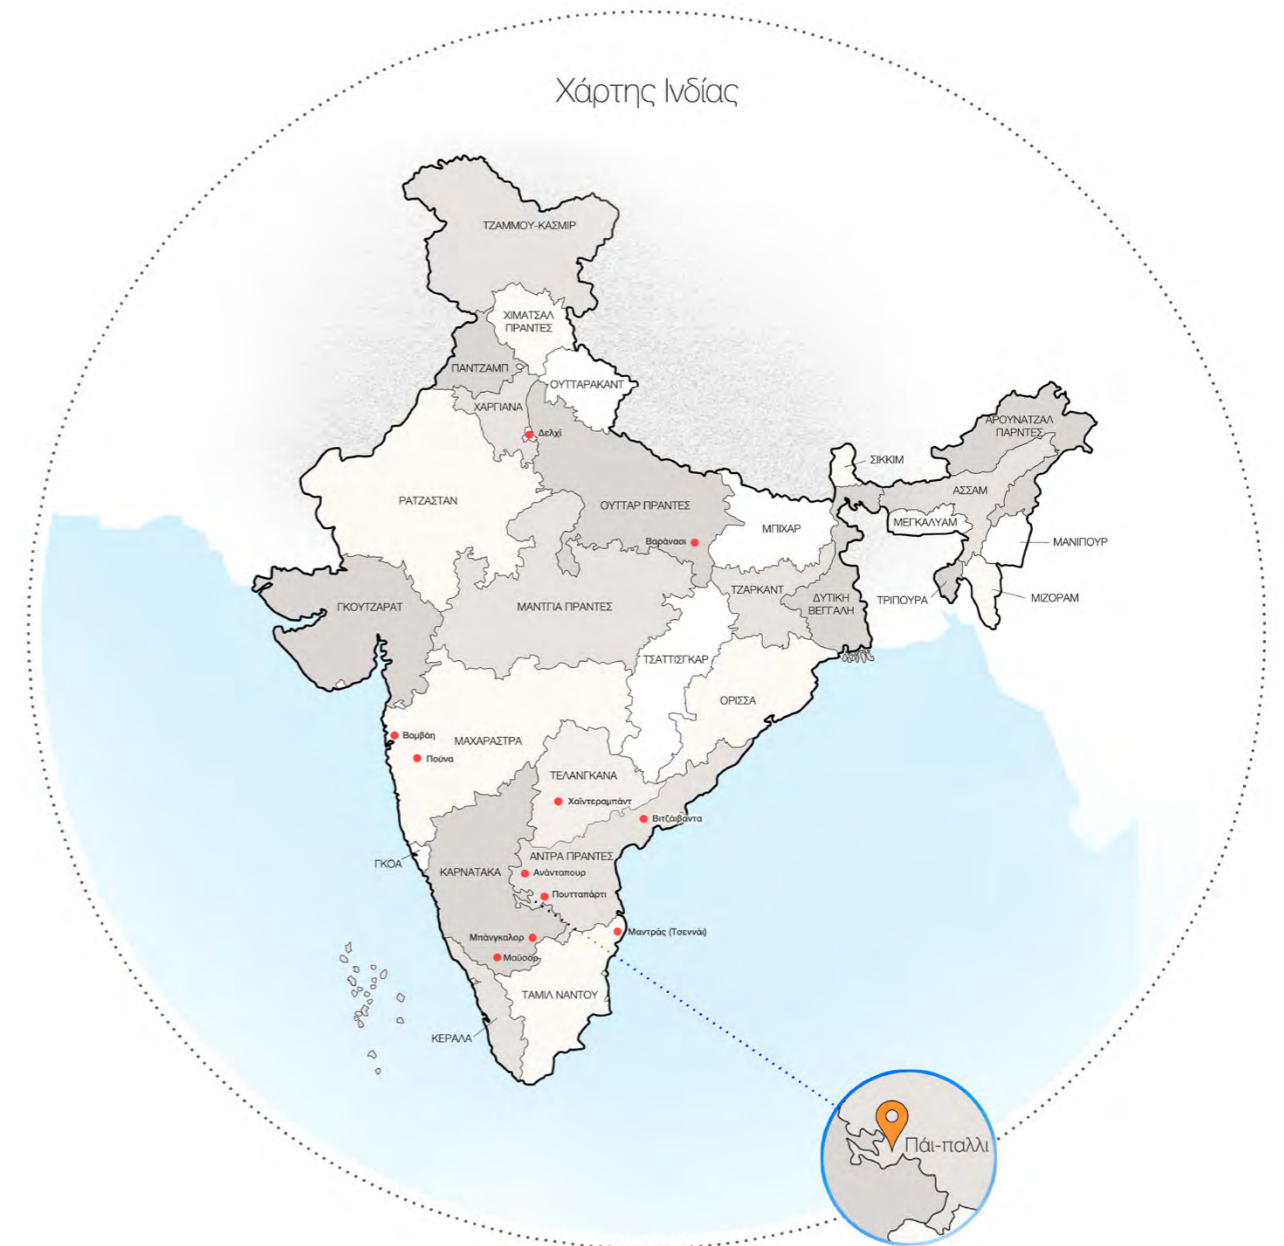 Χάρτης Ινδίας
ΤΖΑΜΜΟΥ-ΚΑΣΜΙΡ
ΧΙΜΑΤΣΑΛ
ΠΡΑΝΤΕΣ
ΠΑΝΤΖΑΜΠ
ΟΥΤΤΑΡΑΚΑΝΤ
ΧΑΡΓΙΑΝΑ
Δελχί
ΑΡΟΥΝΑΤΖΑΛ
ΠΑΡΝΤΕΣ
ΣΙΚΚΙΜ
ΑΣΣΑΜ
ΡΑΤΖΑΣΤΑΝ
ΟΥΤΤΑΡ ΠΡΑΝΤΕΣ
ΜΠΙΧΑΡ
ΜΕΓΚΑΛΥΑΜ
Βαράνασι
ΜΑΝΙΠΟΥΡ
ΤΖΑΡΚΑΝΤ
ΔΥΤΙΚΗ
ΒΕΓΓΑΛΗ
ΤΡΙΠΟΥΡΑ
ΜΙΖΟΡΑΜ
ΓΚΟΥΤΖΑΡΑΤ
ΜΑΝΤΓΙΑ ΠΡΑΝΤΕΣ
ΤΣΑΤΤΙΣΓΚΑΡ
ΟΡΙΣΣΑ
Βομβάη
ΜΑΧΑΡΑΣΤΡΑ
Πούνα
ΤΕΛΑΝΓΚΑΝΑ
Χαϊντεραμπάντ
Βιτζάιβαντα
ΑΝΤΡΑ ΠΡΑΝΤΕΣ
ΓΚΟΑ
ΚΑΡΝΑΤΑΚΑ
Ανάνταπουρ
Πουτταπάρτι
Μπάνγκαλορ
Μαντράς (Τσεννάι)
Μαϋσόρ
ΤΑΜΙΛ ΝΑΝΤΟΥ
ΚΕΡΑΛΑ
Πάι-παλλι